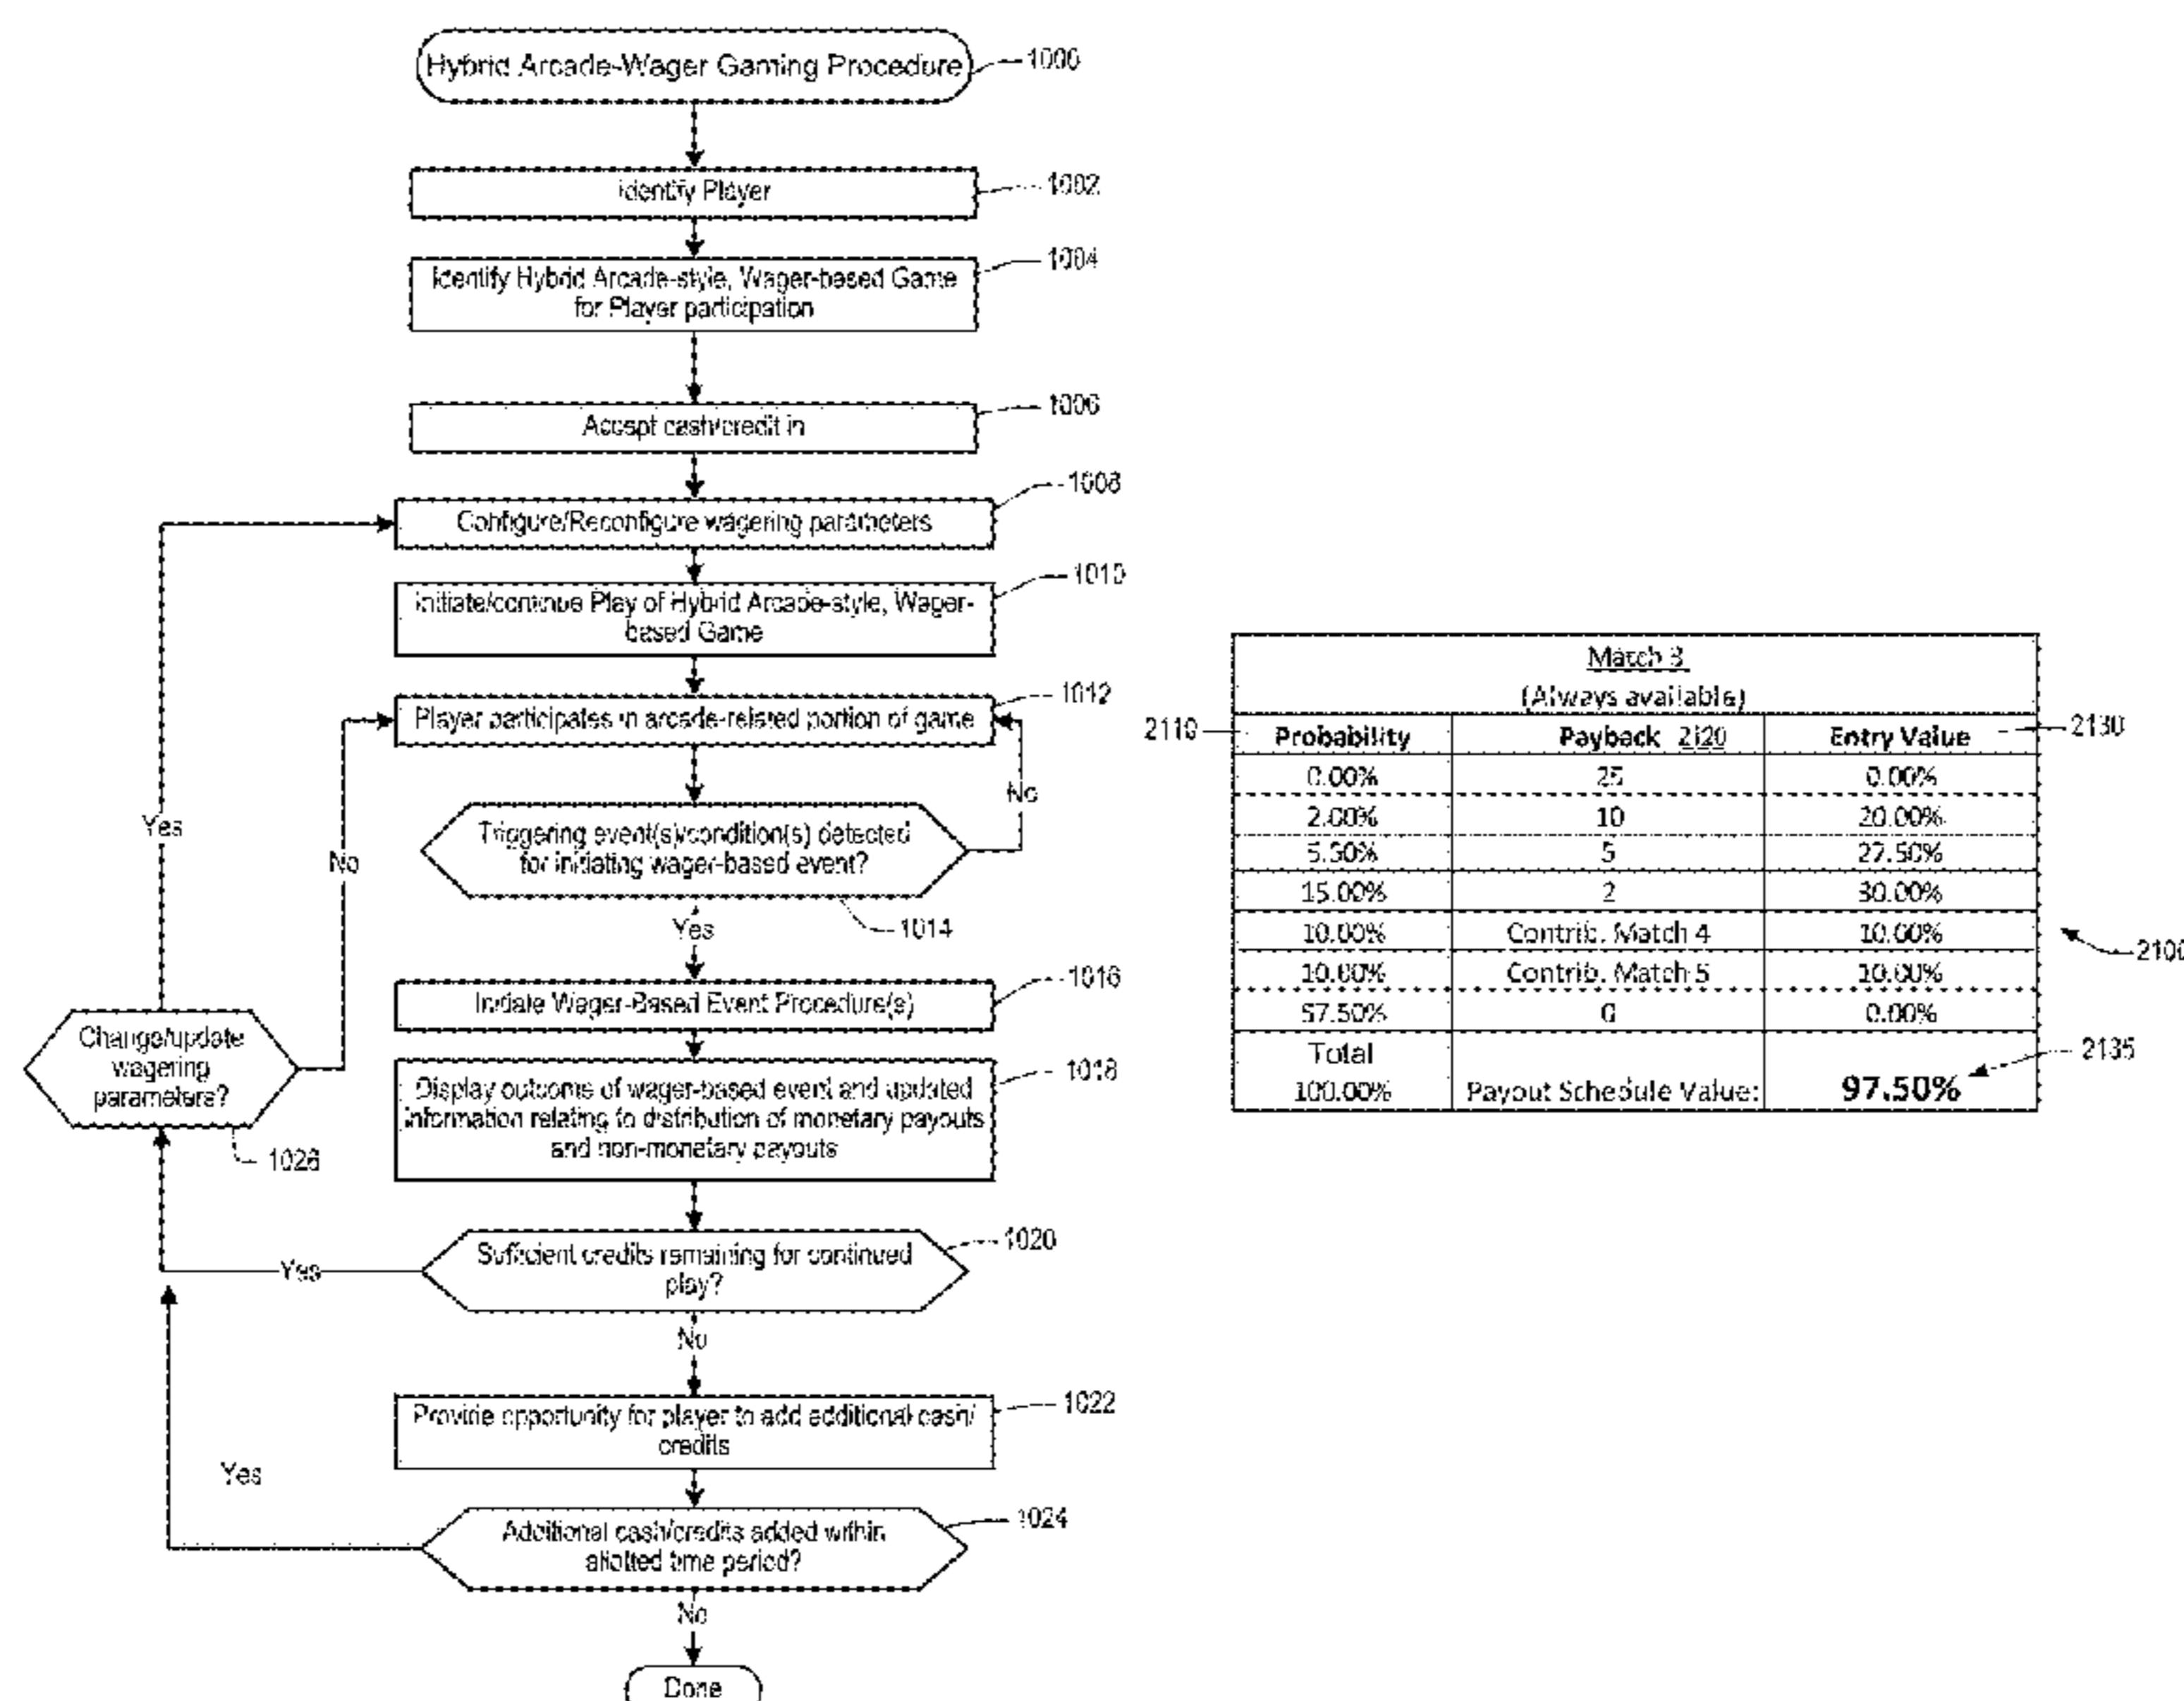 Hybrid Arcade-Wager Gaming Procedure
1000
Identify Player
1002
Identify Hybrid Arcade-style, Wager-based Game
for Player participation
1004
Accept cash/credit in
1006
Configure/Reconfigure wagering parameters
1008
Initiate/continue Play of Hybrid Arcade-style, Wager-
based Game
1010
Player participates in arcade-related portion of game
1012
Triggering event(s)/condition(s) detected
for initiating wager-based event?
1014
No
Yes
Initiate Wager-Based Event Procedure(s)
1016
Display outcome of wager-based event and updated
information relating to distribution of monetary payouts
and non-monetary payouts
1018
Sufficient credits remaining for continued
play?
1020
Yes
No
Provide opportunity for player to add additional cash/
credits
1022
Additional cash/credits added within
allotted time period?
1024
Yes
No
Done
Change/update
wagering
parameters?
1026
Yes
No
Match 3
(Always available)
2110
Probability Payback 2120 Entry Value
2130
0.00% 25 0.00%
2.00% 10 20.00%
5.50% 5 27.50%
15.00% 2 30.00%
10.00% Contrib. Match 4 10.00%
10.00% Contrib. Match 5 10.00%
57.50% 0 0.00%
Total
100.00% Payout Schedule Value: 97.50%
2100
2135